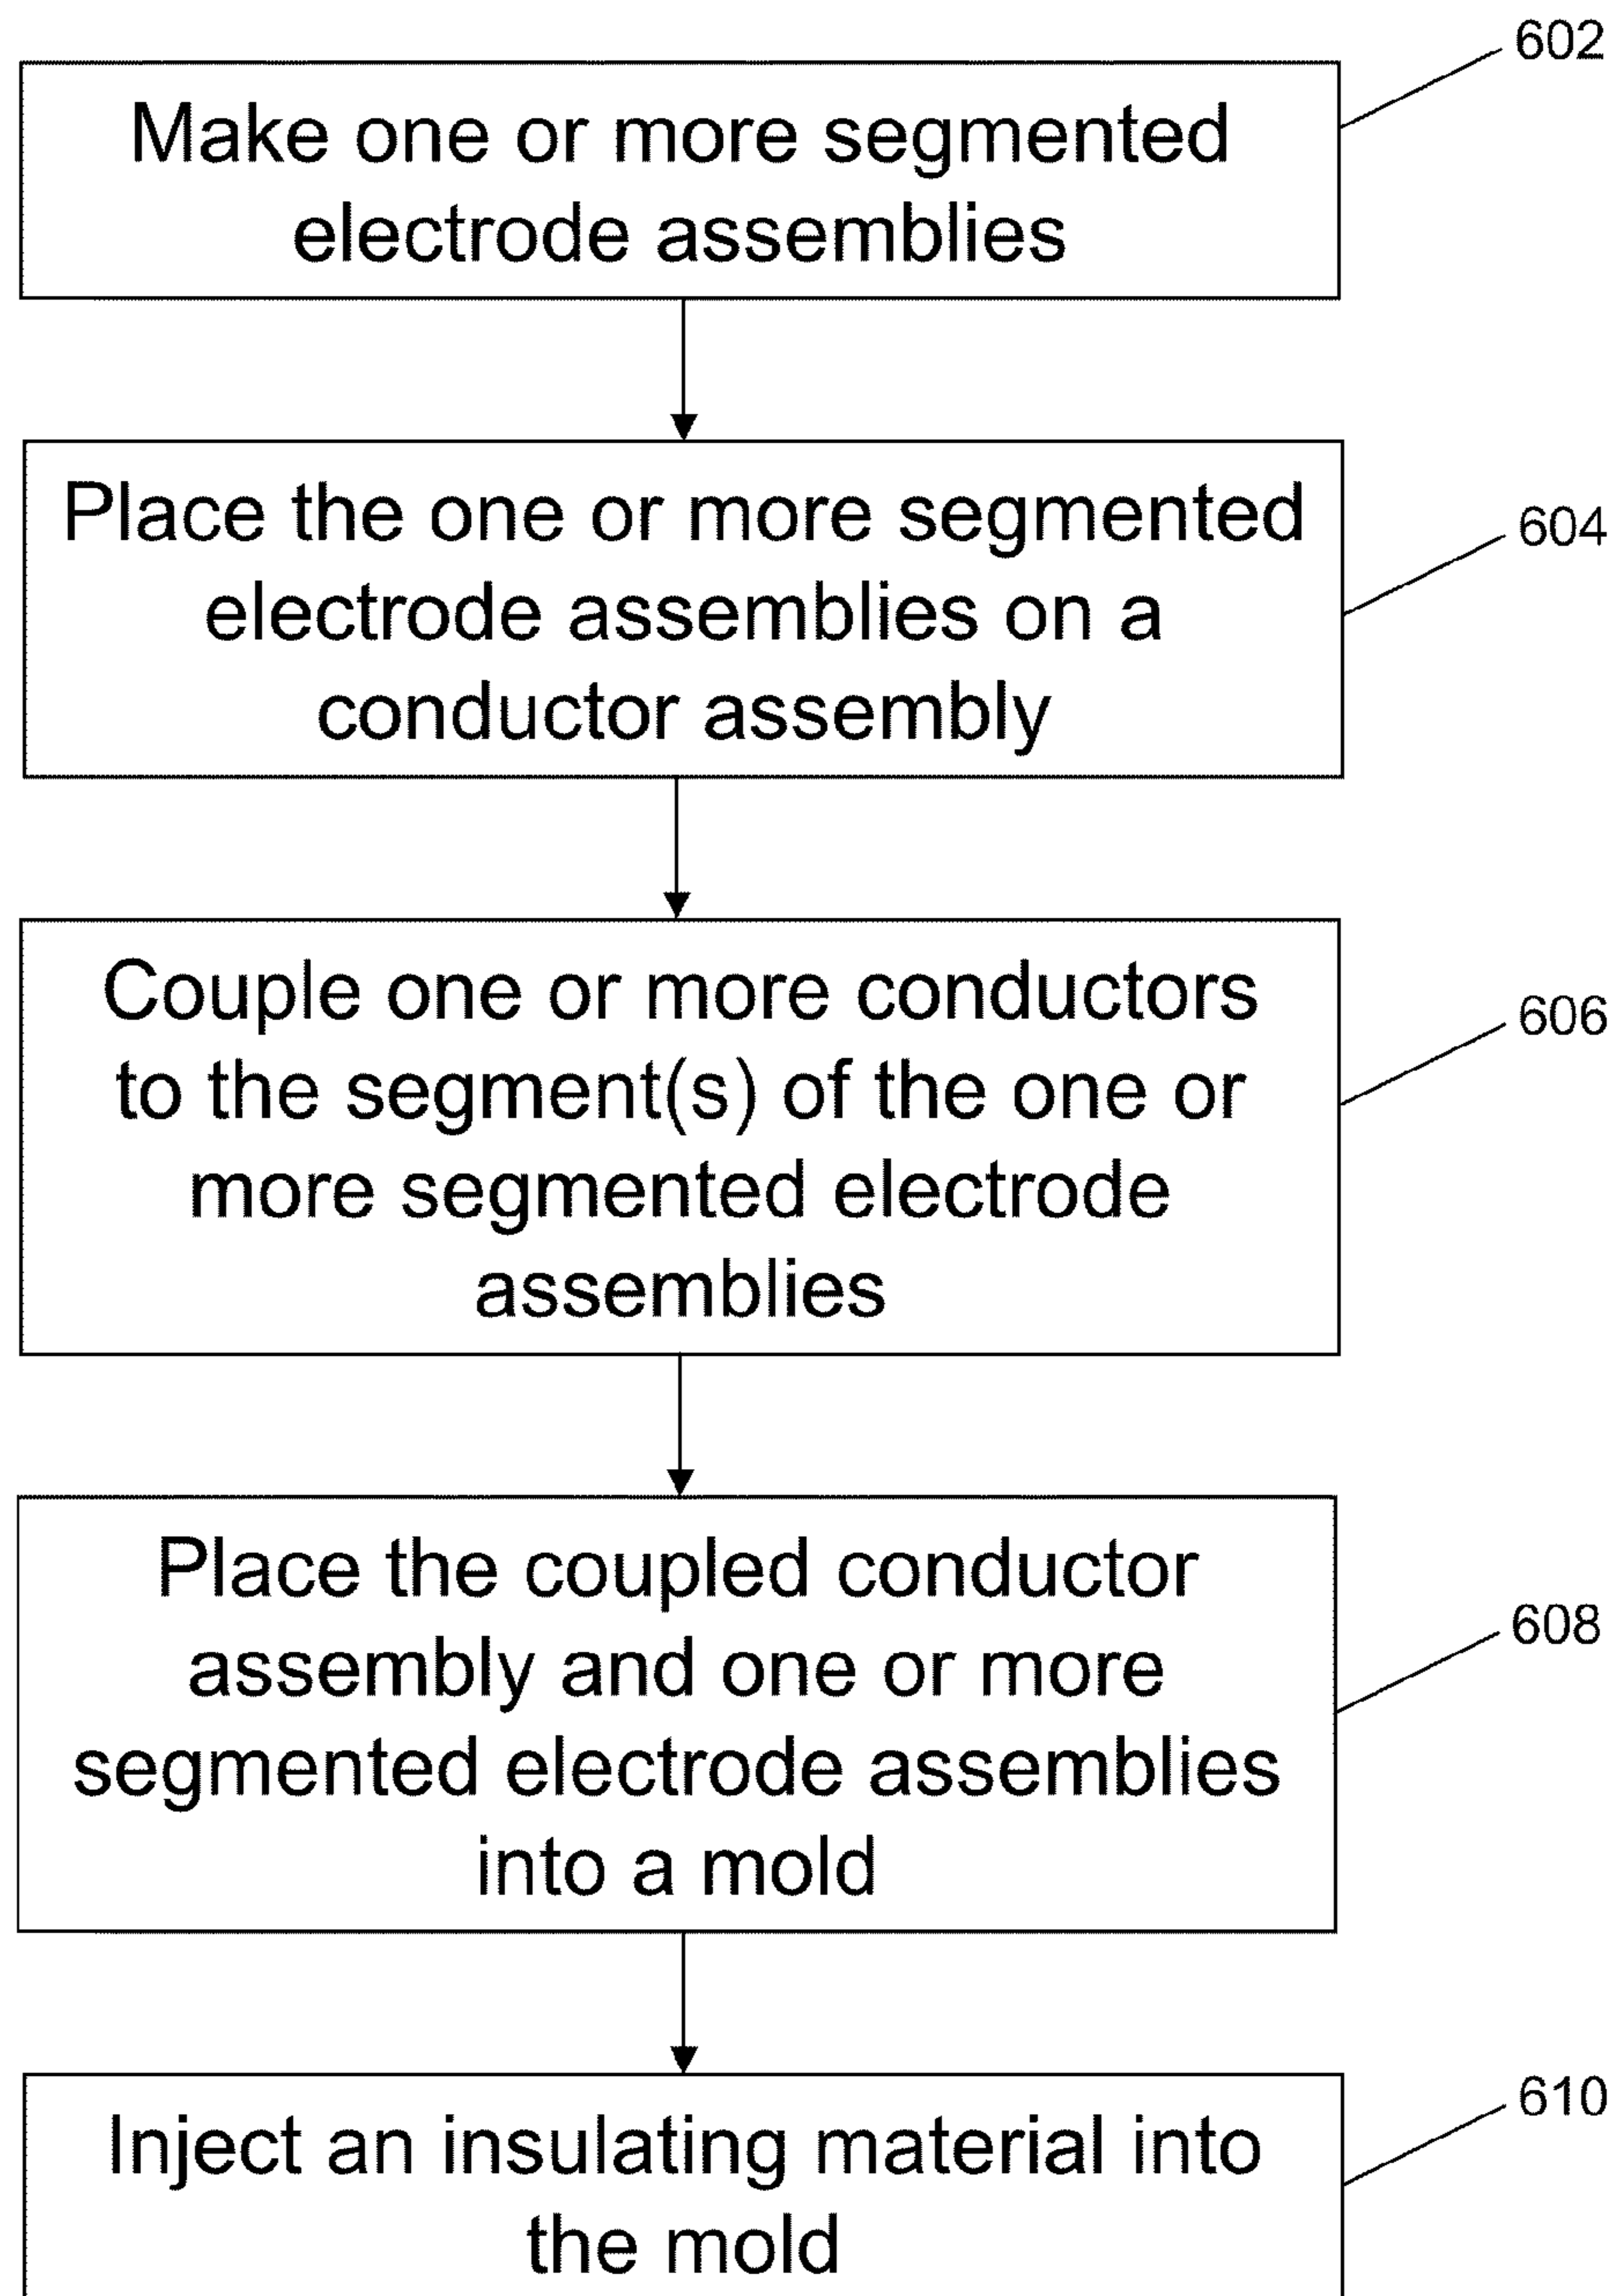 602
Make one or more segmented
electrode assemblies
604
Place the one or more segmented
electrode assemblies on a
conductor assembly
606
Couple one or more conductors
to the segment(s) of the one or
more segmented electrode
assemblies
608
Place the coupled conductor
assembly and one or more
segmented electrode assemblies
into a mold
610
Inject an insulating material into
the mold